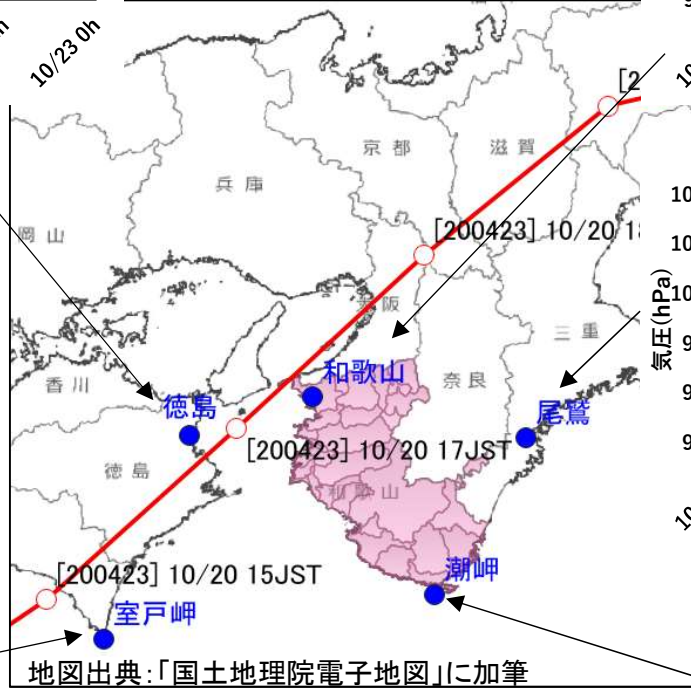 10/23 0h
京都
滋賀
兵庫
岡山
[200423] 10/20 18
大阪
三重
気圧(hPa)
香川
和歌山
奈良
徳島
尾鷲
[200423] 10/20 17JST
徳島
和歌山
[200423] 10/20 15JST
潮岬
室戸岬
地図出典:「国土地理院電子地図」に加筆